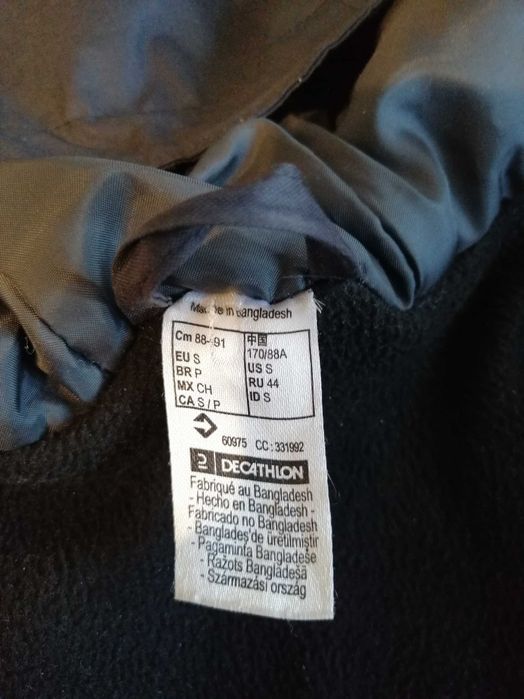 Made in Bangladesh
Cm 88-91 中国
EU S 170/88A
BR P US S
MX CH RU 44
CA S / P ID S
60975 CC : 331992
DECATHLON
Fabriqué au Bangladesh
- Hecho en Bangladesh -
Fabricado no Bangladesh
- Bangladeş'de üretilmiştir
- Pagaminta Bangladeše
- Ražots Bangladešā
- Származási ország